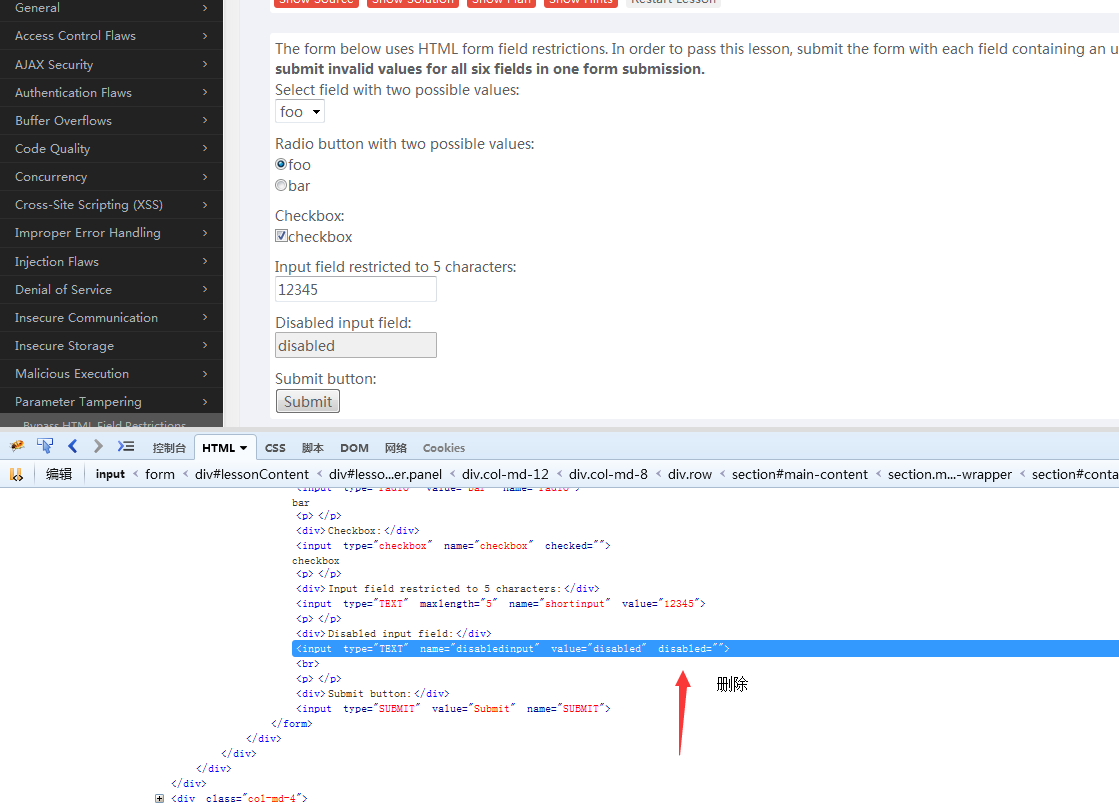 General
Access Control Flaws
AJAX Security
Authentication Flaws
Buffer Overflows
Code Quality
Concurrency
Cross-Site Scripting (XSS)
Improper Error Handling
Injection Flaws
Denial of Service
Insecure Communication
Insecure Storage
Malicious Execution
Parameter Tampering
Bypass HTML Field Restrictions
Show Source Show Solution Show Plan Show Hints Restart Lesson
The form below uses HTML form field restrictions. In order to pass this lesson, submit the form with each field containing an u
submit invalid values for all six fields in one form submission.
Select field with two possible values:
foo
Radio button with two possible values:
foo
bar
Checkbox:
checkbox
Input field restricted to 5 characters:
12345
Disabled input field:
disabled
Submit button:
Submit
控制台 HTML CSS 脚本 DOM 网络 Cookies
编辑 input < form < div#lessonContent < div#lesso...er.panel < div.col-md-12 < div.col-md-8 < div.row < section#main-content < section.m...-wrapper < section#conta
<input type="radio" value="bar" name="radio">
bar
<p> </p>
<div>Checkbox:</div>
<input type="checkbox" name="checkbox" checked="">
checkbox
<p> </p>
<div>Input field restricted to 5 characters:</div>
<input type="TEXT" maxlength="5" name="shortinput" value="12345">
<p> </p>
<div>Disabled input field:</div>
<input type="TEXT" name="disabledinput" value="disabled" disabled="">
<br>
<p> </p>
删除
<div>Submit button:</div>
<input type="SUBMIT" value="Submit" name="SUBMIT">
</form>
</div>
</div>
</div>
</div>
<div class="col-md-4">